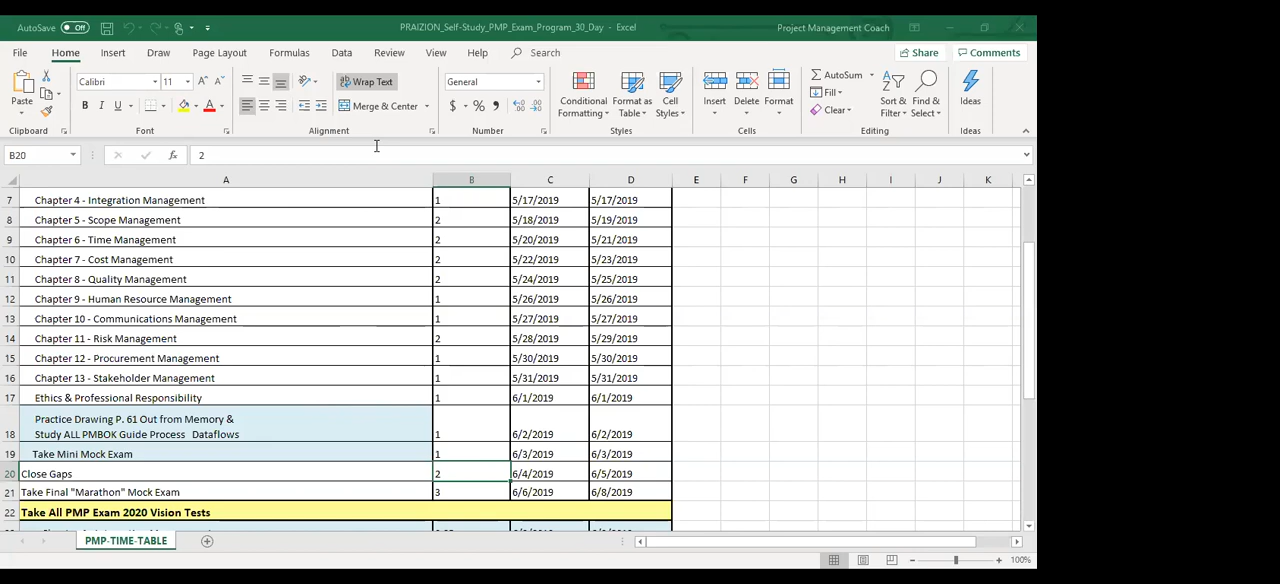 AutoSave Off PRAIZION_Self-Study_PMP_Exam_Program_30_Day - Excel Project Management Coach
File Home Insert Draw Page Layout Formulas Data Review View Help Search Share Comments
Paste Calibri 11 Wrap Text General Conditional Formatting Format as Table Cell Styles Insert Delete Format AutoSum Fill Clear Sort & Filter Find & Select Ideas
B I U A Merge & Center $ % ,
Clipboard Font Alignment Number Styles Cells Editing Ideas
B20 fx 2
A B C D E F G H I J K
7 Chapter 4 - Integration Management 1 5/17/2019 5/17/2019
8 Chapter 5 - Scope Management 2 5/18/2019 5/19/2019
9 Chapter 6 - Time Management 2 5/20/2019 5/21/2019
10 Chapter 7 - Cost Management 2 5/22/2019 5/23/2019
11 Chapter 8 - Quality Management 2 5/24/2019 5/25/2019
12 Chapter 9 - Human Resource Management 1 5/26/2019 5/26/2019
13 Chapter 10 - Communications Management 1 5/27/2019 5/27/2019
14 Chapter 11 - Risk Management 2 5/28/2019 5/29/2019
15 Chapter 12 - Procurement Management 1 5/30/2019 5/30/2019
16 Chapter 13 - Stakeholder Management 1 5/31/2019 5/31/2019
17 Ethics & Professional Responsibility 1 6/1/2019 6/1/2019
Practice Drawing P. 61 Out from Memory &
18 Study ALL PMBOK Guide Process Dataflows 1 6/2/2019 6/2/2019
19 Take Mini Mock Exam 1 6/3/2019 6/3/2019
20 Close Gaps 2 6/4/2019 6/5/2019
21 Take Final "Marathon" Mock Exam 3 6/6/2019 6/8/2019
22 Take All PMP Exam 2020 Vision Tests
PMP-TIME-TABLE
100%